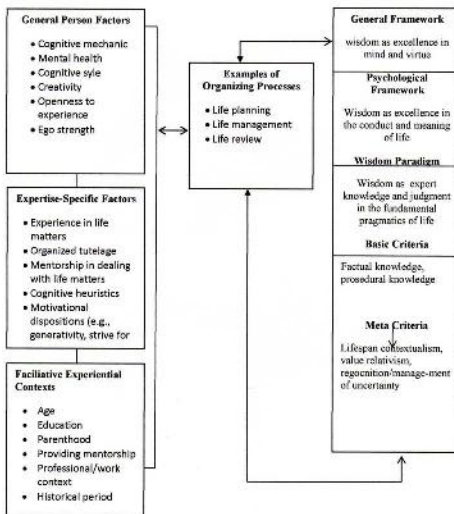 General Person Factors
• Cognitive mechanic
• Mental health
• Cognitive syle
• Creativity
• Openness to
experience
• Ego strength
Expertise-Specific Factors
• Experience in life
matters
• Organized tutelage
• Mentorship in dealing
with life matters
• Cognitive heuristics
• Motivational
dispositions (e.g.,
generativity, strive for
Faciliative Experiential
Contexts
• Age
• Education
• Parenthood
• Providing mentorship
• Professional/work
context
• Historical period
Examples of
Organizing Processes
• Life planning
• Life management
• Life review
General Framework
wisdom as excellence in
mind and virtue
Psychological
Framework
Wisdom as excellence in
the conduct and meaning
of life
Wisdom Paradigm
Wisdom as expert
knowledge and judgment
in the fundamental
pragmatics of life
Basic Criteria
Factual knowledge,
prosedural knowledge
Meta Criteria
Lifespan contextualism,
value relativism,
regocnition/manage-ment
of uncertainty